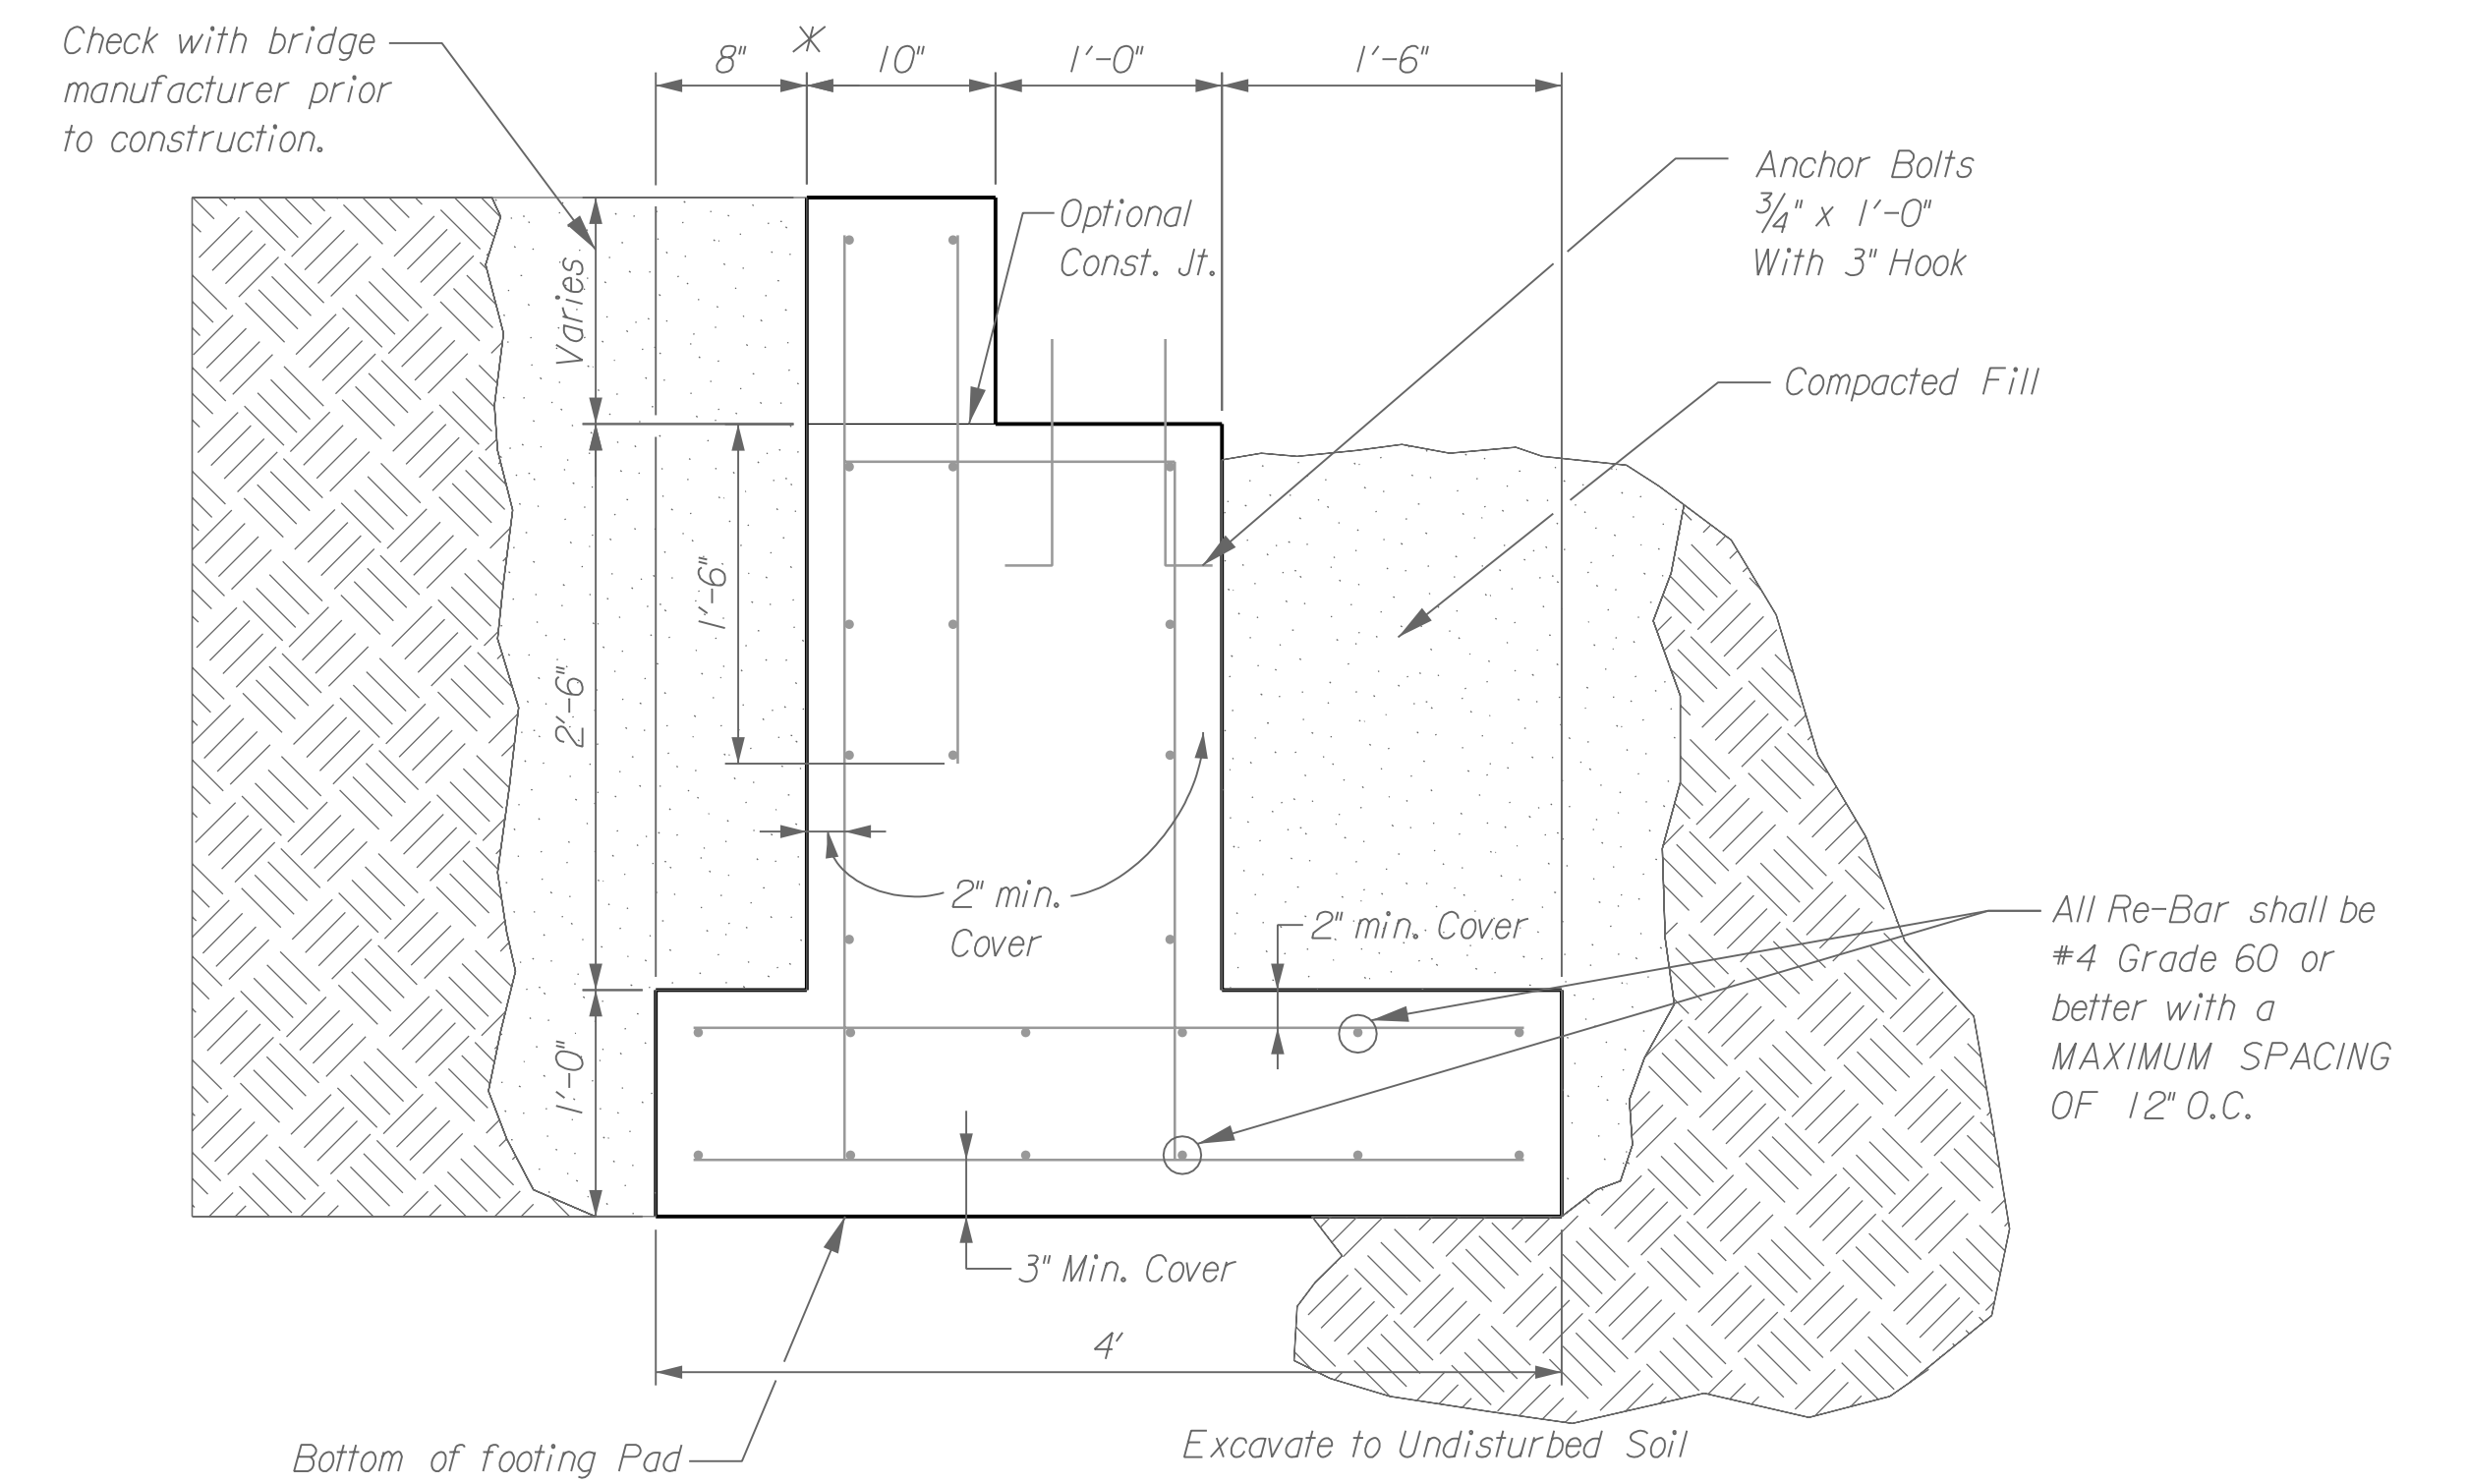 Check with bridge
manufacturer prior
to construction.
8"
*
10"
1'-0"
1'-6"
Anchor Bolts
3/4" x 1'-0"
With 3" Hook
Optional
Const. Jt.
Varies
Compacted Fill
1'-6"
2'-6"
2" min.
Cover
2" min. Cover
All Re-Bar shall be
#4 Grade 60 or
better with a
MAXIMUM SPACING
OF 12" O.C.
1'-0"
3" Min. Cover
4'
Bottom of footing Pad
Excavate to Undisturbed Soil